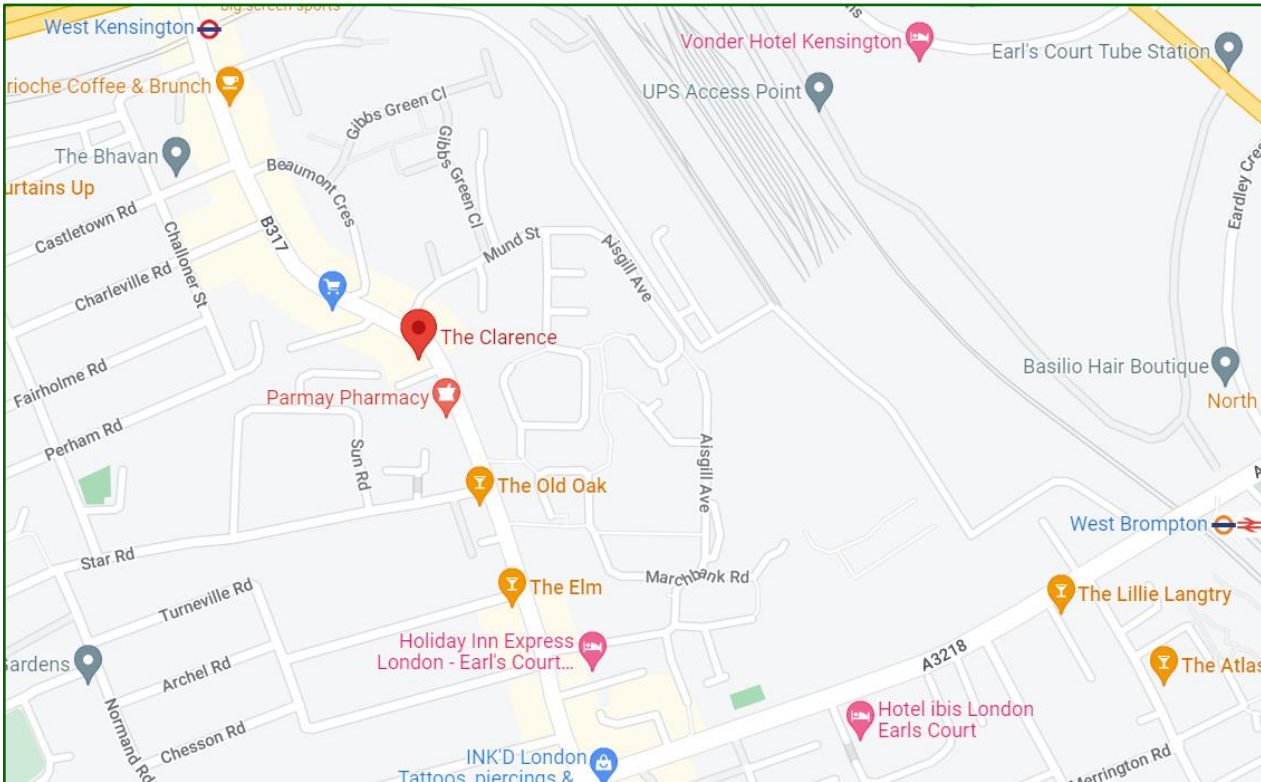 big screen sports
West Kensington
Vonder Hotel Kensington
Earl's Court Tube Station
rioche Coffee & Brunch
UPS Access Point
Gibbs Green Cl
Gibbs Green Cl
The Bhavan
Beaumont Cres
urtains Up
Castletown Rd
Challoner St
B317
Mund St
Aisgill Ave
Eardley Cres
Charleville Rd
The Clarence
Fairholme Rd
Basilio Hair Boutique
Parmay Pharmacy
North
Perham Rd
Sun Rd
Aisgill Ave
The Old Oak
West Brompton
Star Rd
Marchbank Rd
The Elm
The Lillie Langtry
Turneville Rd
Holiday Inn Express
London - Earl's Court...
A3218
Gardens
Archel Rd
The Atlas
Normand Rd
Hotel ibis London
Earls Court
Chesson Rd
INK'D London
Tattoos, piercings &
Merrington Rd